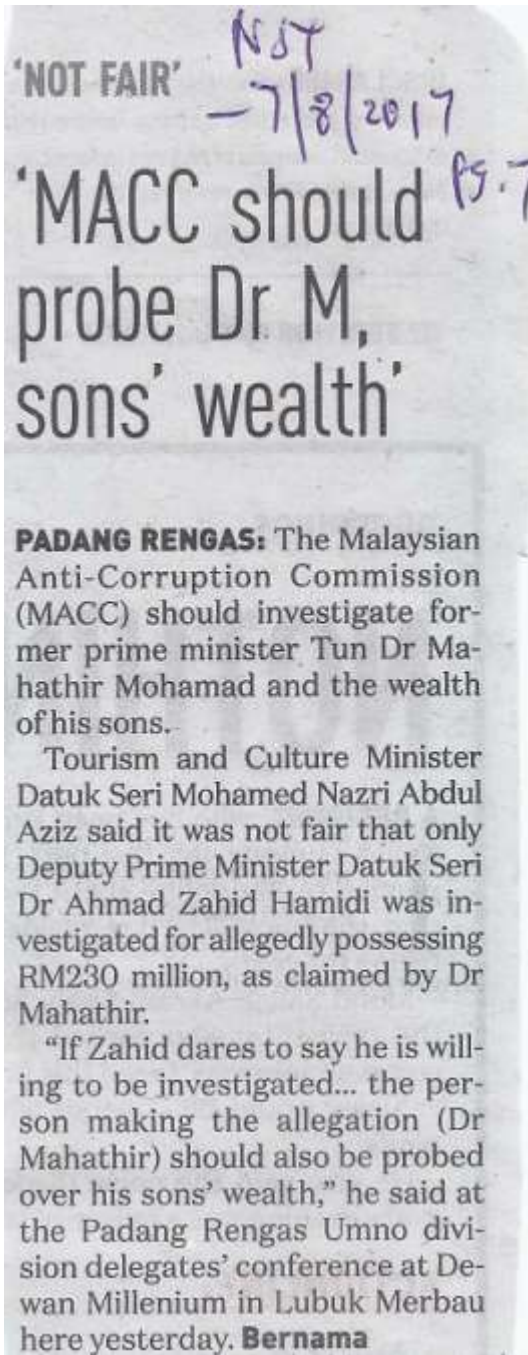 NST
'NOT FAIR'
- 7/8/2017
pg. 7
'MACC should
probe Dr M,
sons' wealth'
PADANG RENGAS: The Malaysian
Anti-Corruption Commission
(MACC) should investigate for-
mer prime minister Tun Dr Ma-
hathir Mohamad and the wealth
of his sons.
Tourism and Culture Minister
Datuk Seri Mohamed Nazri Abdul
Aziz said it was not fair that only
Deputy Prime Minister Datuk Seri
Dr Ahmad Zahid Hamidi was in-
vestigated for allegedly possessing
RM230 million, as claimed by Dr
Mahathir.
"If Zahid dares to say he is will-
ing to be investigated... the per-
son making the allegation (Dr
Mahathir) should also be probed
over his sons' wealth," he said at
the Padang Rengas Umno divi-
sion delegates' conference at De-
wan Millenium in Lubuk Merbau
here yesterday. Bernama